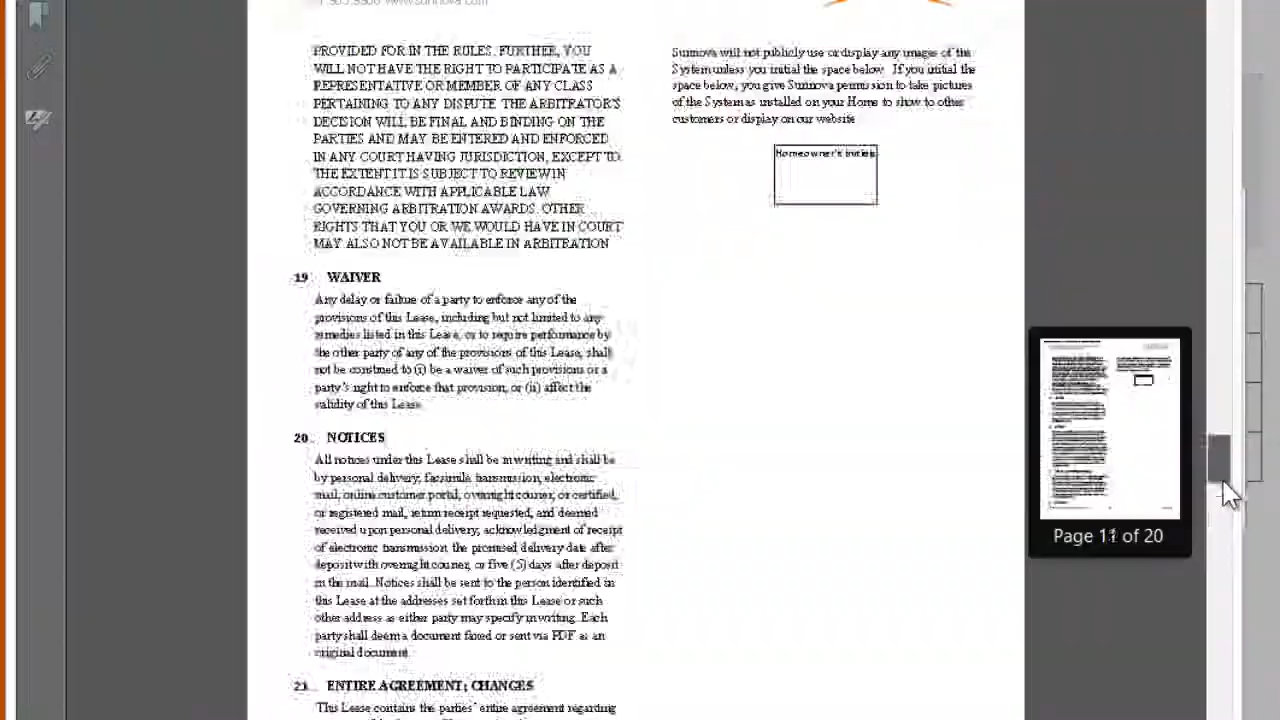 www.sunnova.com
PROVIDED FOR IN THE RULES. FURTHER, YOU
WILL NOT HAVE THE RIGHT TO PARTICIPATE AS A
REPRESENTATIVE OR MEMBER OF ANY CLASS
PERTAINING TO ANY DISPUTE. THE ARBITRATOR'S
DECISION WILL BE FINAL AND BINDING ON THE
PARTIES AND MAY BE ENTERED AND ENFORCED
IN ANY COURT HAVING JURISDICTION, EXCEPT TO
THE EXTENT IT IS SUBJECT TO REVIEW IN
ACCORDANCE WITH APPLICABLE LAW
GOVERNING ARBITRATION AWARDS. OTHER
RIGHTS THAT YOU OR WE WOULD HAVE IN COURT
MAY ALSO NOT BE AVAILABLE IN ARBITRATION
19. WAIVER
Any delay or failure of a party to enforce any of the
provisions of this Lease, including but not limited to any
remedies listed in this Lease, or to require performance by
the other party of any of the provisions of this Lease, shall
not be construed to (i) be a waiver of such provisions or a
party's right to enforce that provision, or (ii) affect the
validity of this Lease.
20. NOTICES
All notices under this Lease shall be in writing and shall be
by personal delivery, facsimile transmission, electronic
mail, online customer portal, overnight courier, or certified,
or registered mail, return receipt requested, and deemed
received upon personal delivery, acknowledgment of receipt
of electronic transmission, the promised delivery date after
deposit with overnight courier, or five (5) days after deposit
in the mail. Notices shall be sent to the person identified in
this Lease at the addresses set forth in this Lease or such
other address as either party may specify in writing. Each
party shall deem a document faxed or sent via PDF as an
original document.
21. ENTIRE AGREEMENT; CHANGES
This Lease contains the parties' entire agreement regarding
Sunnova will not publicly use or display any images of the
System unless you initial the space below. If you initial the
space below, you give Sunnova permission to take pictures
of the System as installed on your Home to show to other
customers or display on our website.
Homeowner's Initials
Page 11 of 20